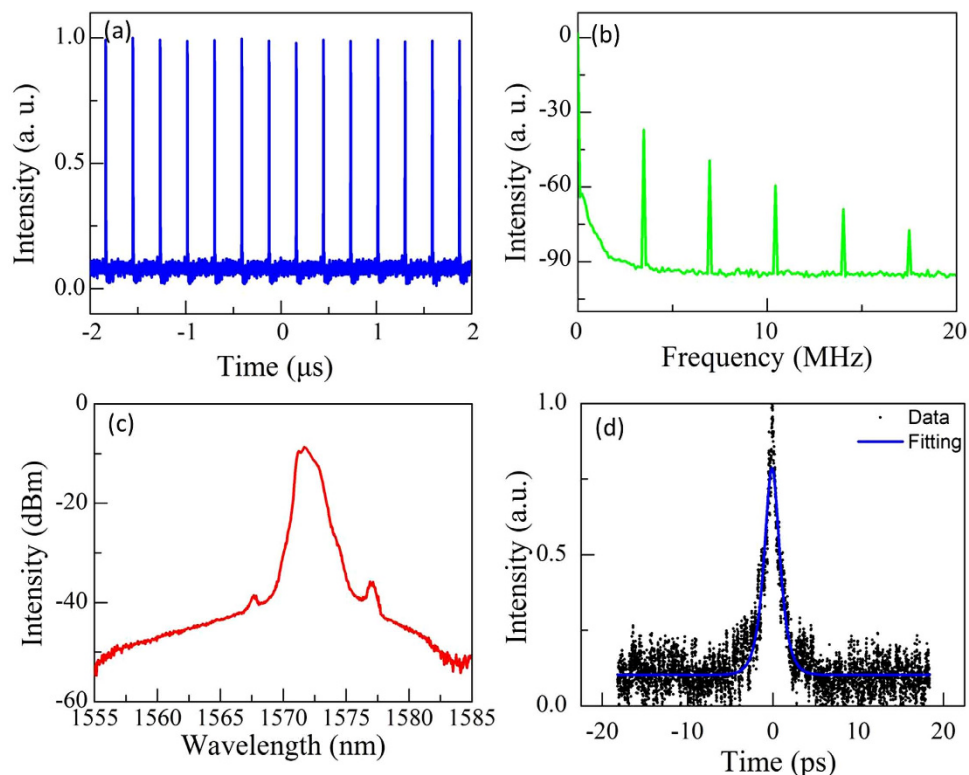 (a)
1.0
0.5
0.0
Intensity (a. u.)
-2 -1 0 1 2
Time (μs)
(b)
0
-30
-60
-90
Intensity (a. u.)
0 10 20
Frequency (MHz)
(c)
0
-20
-40
-60
Intensity (dBm)
1555 1560 1565 1570 1575 1580 1585
Wavelength (nm)
(d)
Data
Fitting
1.0
0.5
0.0
Intensity (a.u.)
-20 -10 0 10 20
Time (ps)